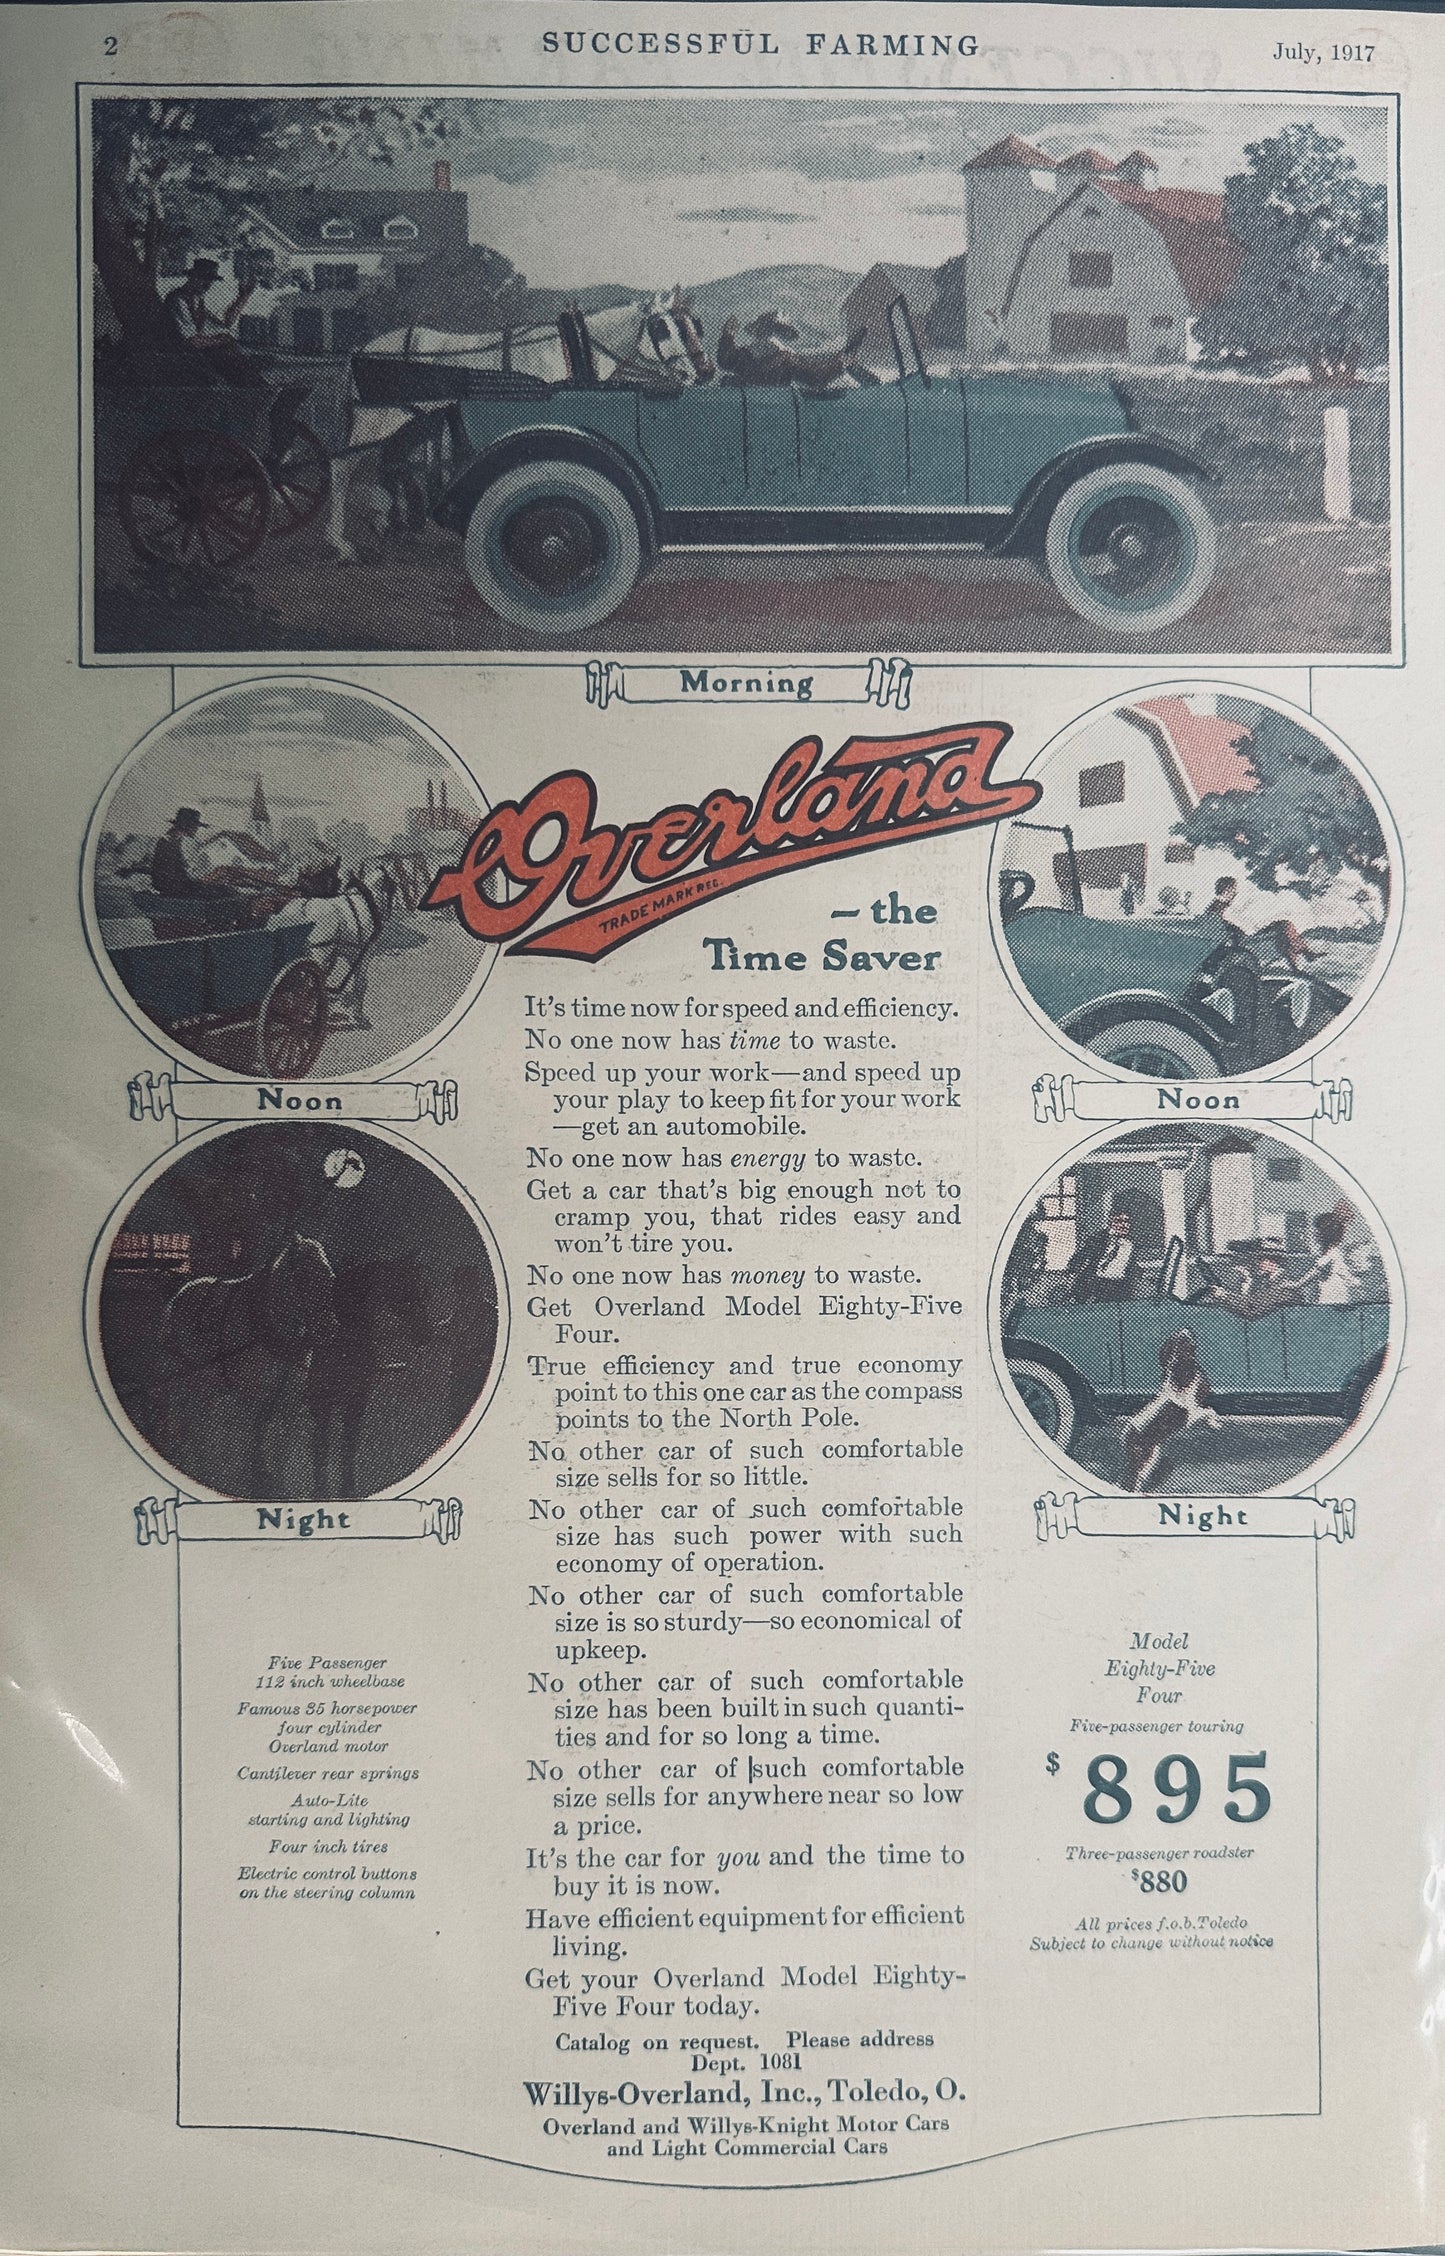 2
SUCCESSFUL FARMING
July, 1917
Morning
Overland
TRADE MARK REG.
– the
Time Saver
Noon
Noon
Night
Night
It's time now for speed and efficiency.
No one now has time to waste.
Speed up your work—and speed up
your play to keep fit for your work
—get an automobile.
No one now has energy to waste.
Get a car that's big enough not to
cramp you, that rides easy and
won't tire you.
No one now has money to waste.
Get Overland Model Eighty-Five
Four.
True efficiency and true economy
point to this one car as the compass
points to the North Pole.
No other car of such comfortable
size sells for so little.
No other car of such comfortable
size has such power with such
economy of operation.
No other car of such comfortable
size is so sturdy—so economical of
upkeep.
No other car of such comfortable
size has been built in such quanti-
ties and for so long a time.
No other car of such comfortable
size sells for anywhere near so low
a price.
It's the car for you and the time to
buy it is now.
Have efficient equipment for efficient
living.
Get your Overland Model Eighty-
Five Four today.
Catalog on request. Please address
Dept. 1081
Willys-Overland, Inc., Toledo, O.
Overland and Willys-Knight Motor Cars
and Light Commercial Cars
Five Passenger
112 inch wheelbase
Famous 35 horsepower
four cylinder
Overland motor
Cantilever rear springs
Auto-Lite
starting and lighting
Four inch tires
Electric control buttons
on the steering column
Model
Eighty-Five
Four
Five-passenger touring
$895
Three-passenger roadster
$880
All prices f.o.b. Toledo
Subject to change without notice